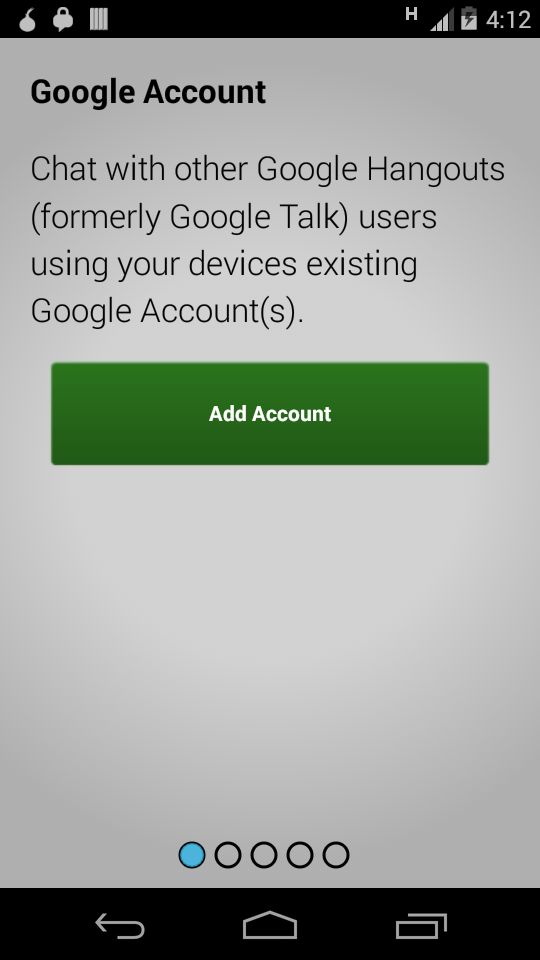 H 4:12
Google Account
Chat with other Google Hangouts
(formerly Google Talk) users
using your devices existing
Google Account(s).
Add Account